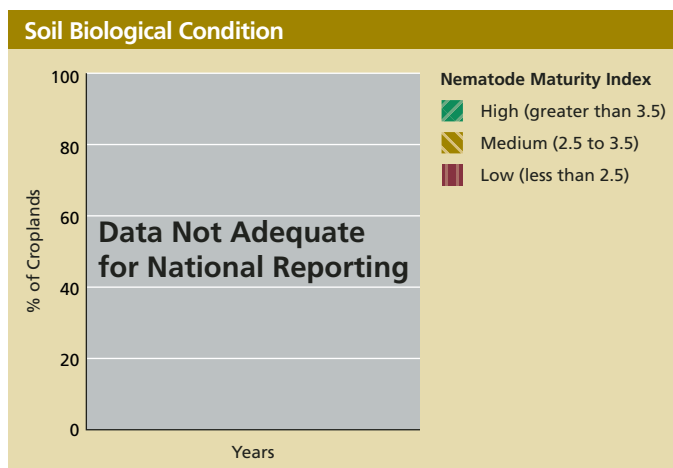 Soil Biological Condition
100
80
60
40
20
0
% of Croplands
Data Not Adequate
for National Reporting
Years
Nematode Maturity Index
High (greater than 3.5)
Medium (2.5 to 3.5)
Low (less than 2.5)